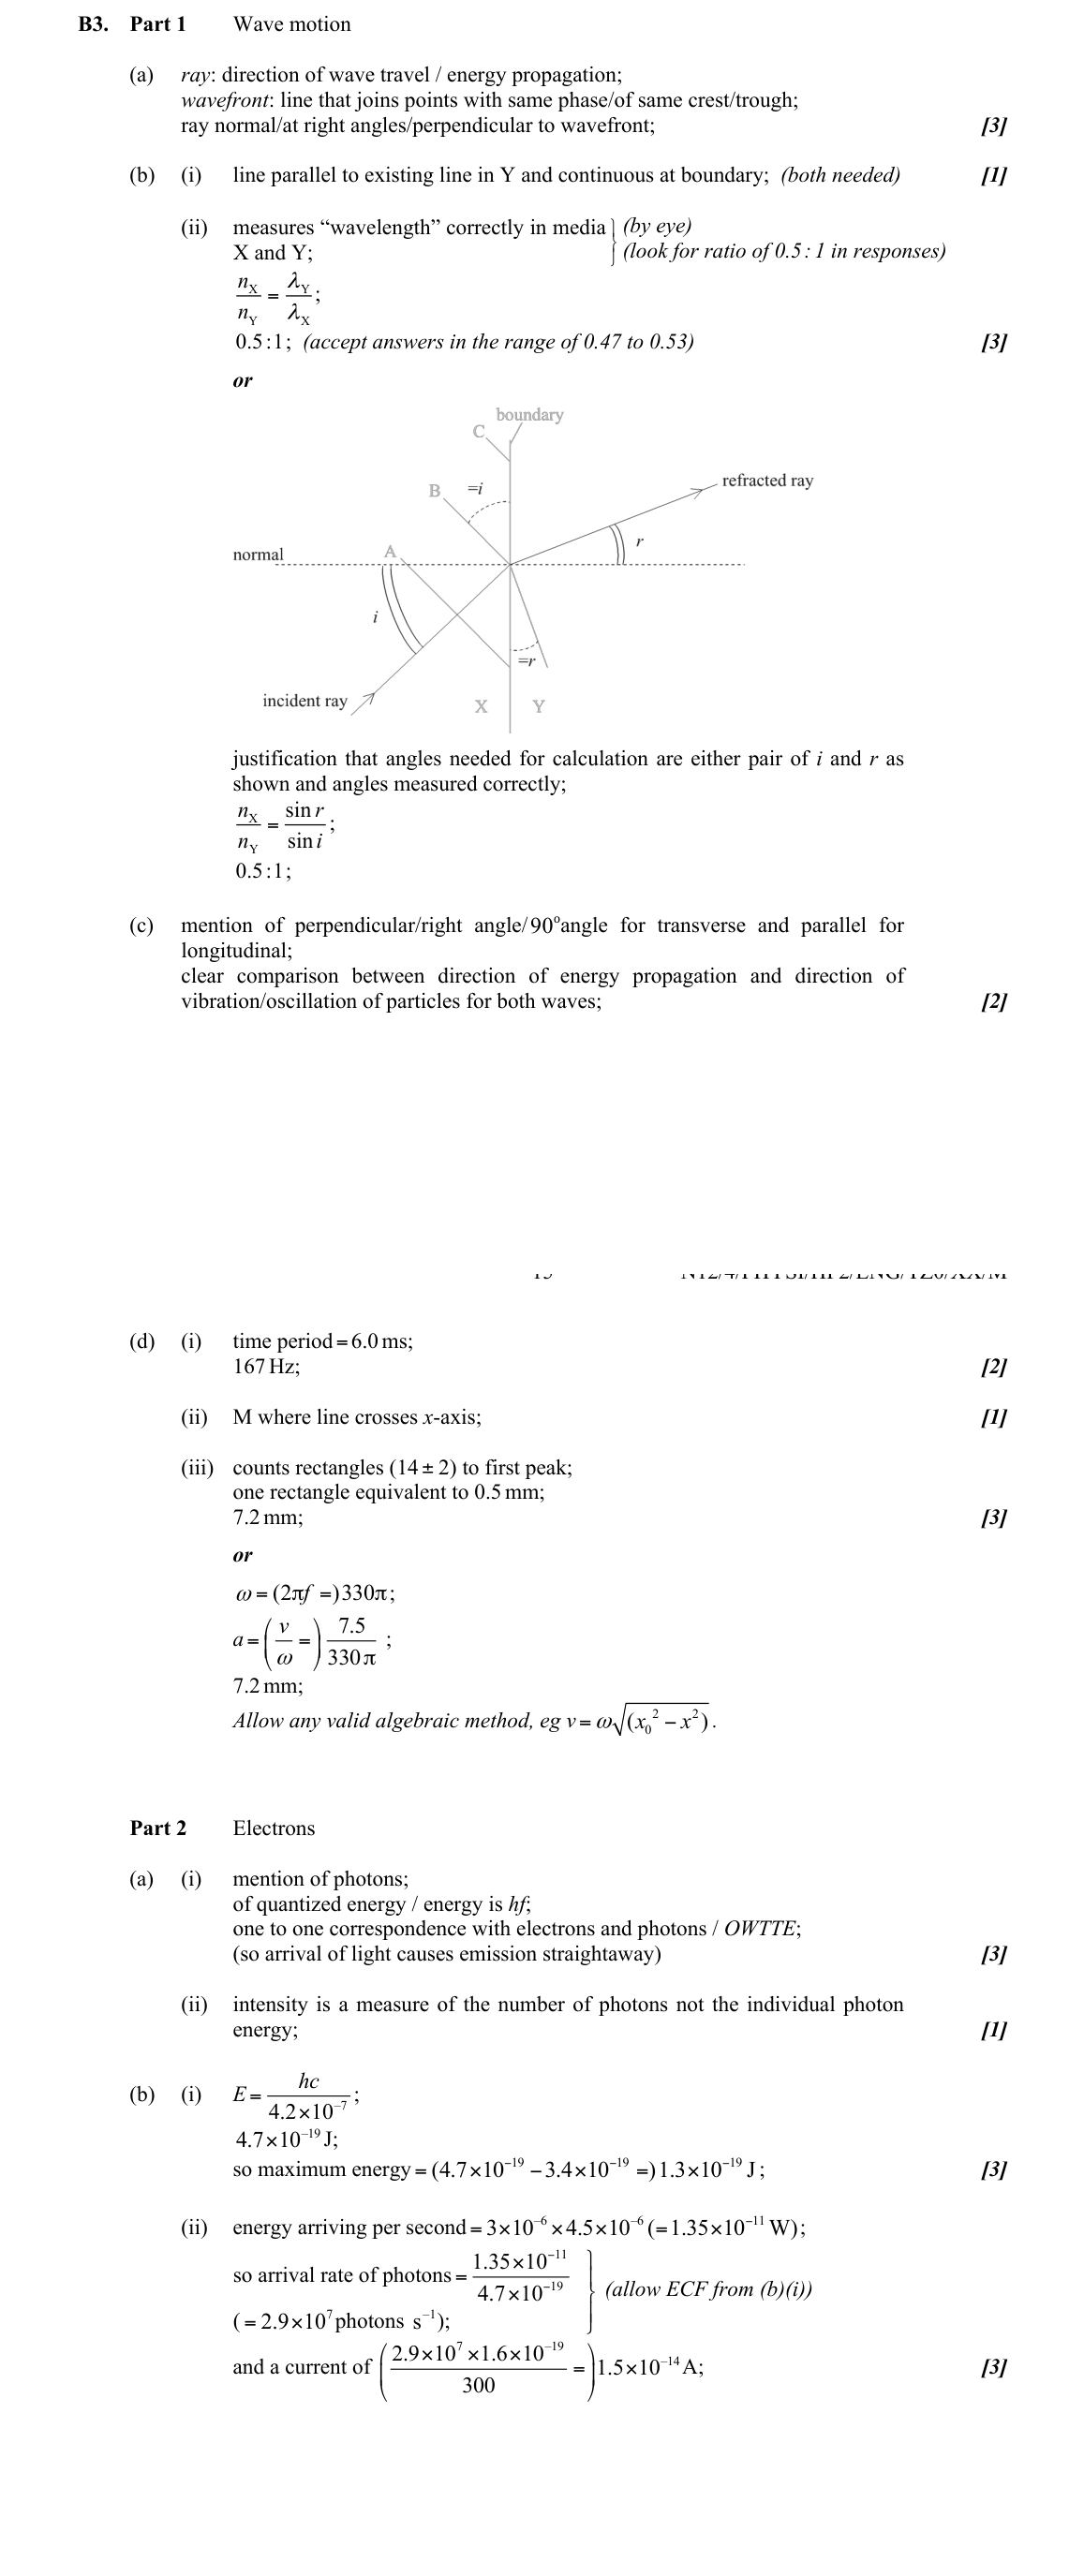 B3. Part 1 Wave motion
(a) ray: direction of wave travel / energy propagation;
wavefront: line that joins points with same phase/of same crest/trough;
ray normal/at right angles/perpendicular to wavefront; [3]
(b) (i) line parallel to existing line in Y and continuous at boundary; (both needed) [1]
(ii) measures “wavelength” correctly in media } (by eye)
X and Y; (look for ratio of 0.5 : 1 in responses)
n_X / n_Y = λ_Y / λ_X ;
0.5 : 1 ; (accept answers in the range of 0.47 to 0.53) [3]
or
boundary
C
B =i
refracted ray
normal A r
i
=r
incident ray X Y
justification that angles needed for calculation are either pair of i and r as
shown and angles measured correctly;
n_X / n_Y = sin r / sin i ;
0.5 : 1 ;
(c) mention of perpendicular/right angle/90°angle for transverse and parallel for
longitudinal;
clear comparison between direction of energy propagation and direction of
vibration/oscillation of particles for both waves; [2]
(d) (i) time period = 6.0 ms;
167 Hz; [2]
(ii) M where line crosses x-axis; [1]
(iii) counts rectangles (14 ± 2) to first peak;
one rectangle equivalent to 0.5 mm;
7.2 mm; [3]
or
ω = (2πf =)330π;
a = (v/ω =) 7.5 / 330π ;
7.2 mm;
Allow any valid algebraic method, eg v = ω√(x₀² − x²).
Part 2 Electrons
(a) (i) mention of photons;
of quantized energy / energy is hf;
one to one correspondence with electrons and photons / OWTTE;
(so arrival of light causes emission straightaway) [3]
(ii) intensity is a measure of the number of photons not the individual photon
energy; [1]
(b) (i) E = hc / 4.2×10⁻⁷ ;
4.7×10⁻¹⁹ J;
so maximum energy = (4.7×10⁻¹⁹ − 3.4×10⁻¹⁹ =) 1.3×10⁻¹⁹ J ; [3]
(ii) energy arriving per second = 3×10⁻⁶ × 4.5×10⁻⁶ (= 1.35×10⁻¹¹ W);
so arrival rate of photons = 1.35×10⁻¹¹ / 4.7×10⁻¹⁹ } (allow ECF from (b)(i))
( = 2.9×10⁷ photons s⁻¹);
and a current of (2.9×10⁷ ×1.6×10⁻¹⁹ / 300 =) 1.5×10⁻¹⁴ A; [3]